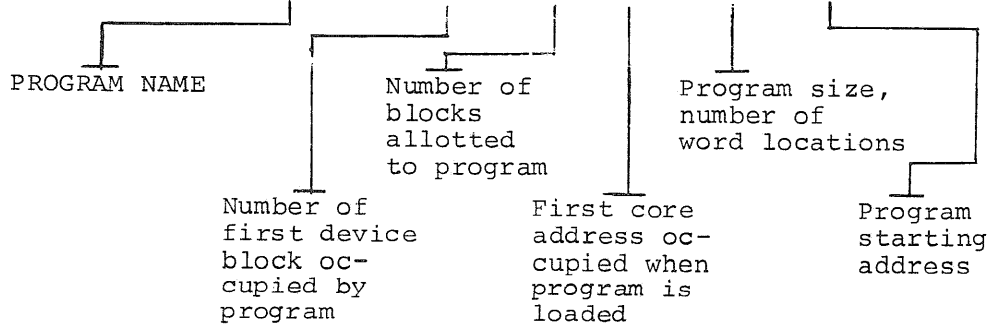 PROGRAM NAME
Number of
blocks
allotted
to program
Program size,
number of
word locations
Number of
first device
block oc-
cupied by
program
First core
address oc-
cupied when
program is
loaded
Program
starting
address